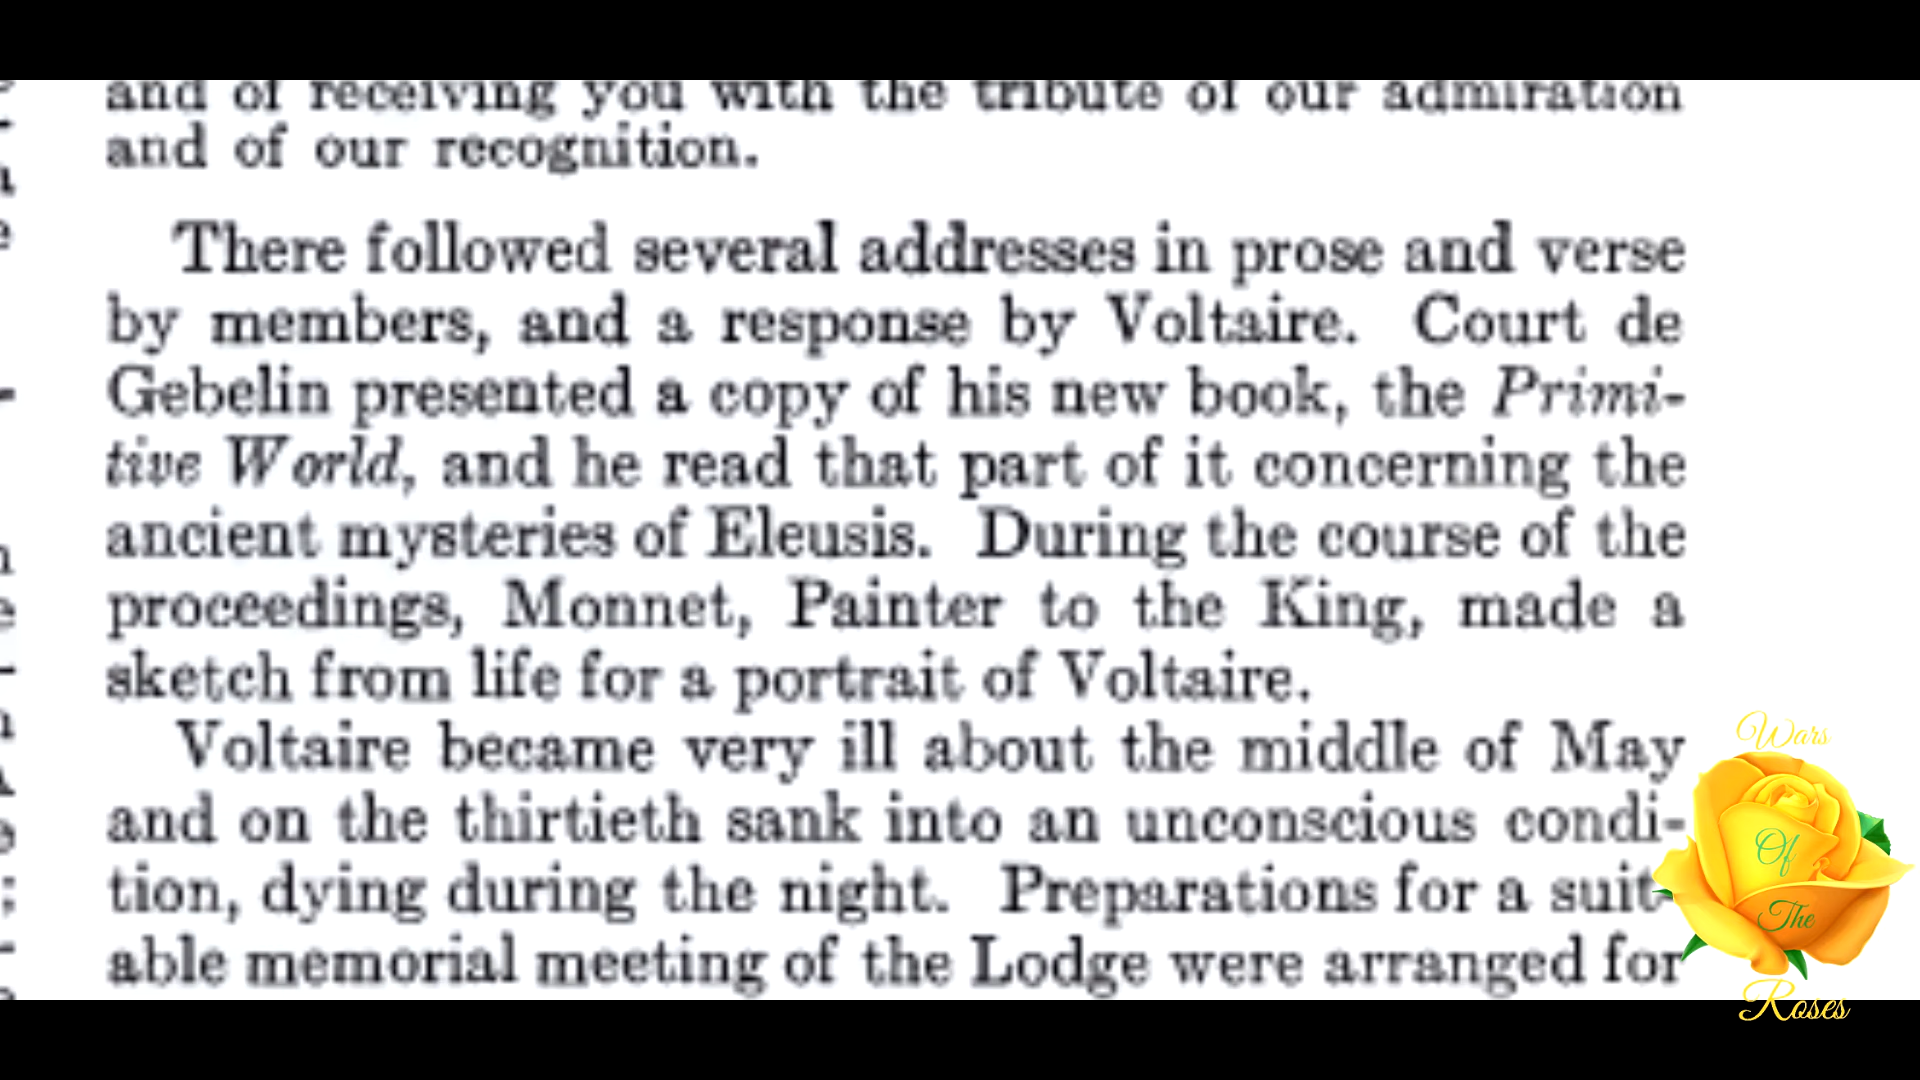 and of receiving you with the tribute of our admiration
and of our recognition.
There followed several addresses in prose and verse
by members, and a response by Voltaire. Court de
Gebelin presented a copy of his new book, the Primi-
tive World, and he read that part of it concerning the
ancient mysteries of Eleusis. During the course of the
proceedings, Monnet, Painter to the King, made a
sketch from life for a portrait of Voltaire.
Voltaire became very ill about the middle of May
and on the thirtieth sank into an unconscious condi-
tion, dying during the night. Preparations for a suit-
able memorial meeting of the Lodge were arranged for
Wars
Of
The
Roses